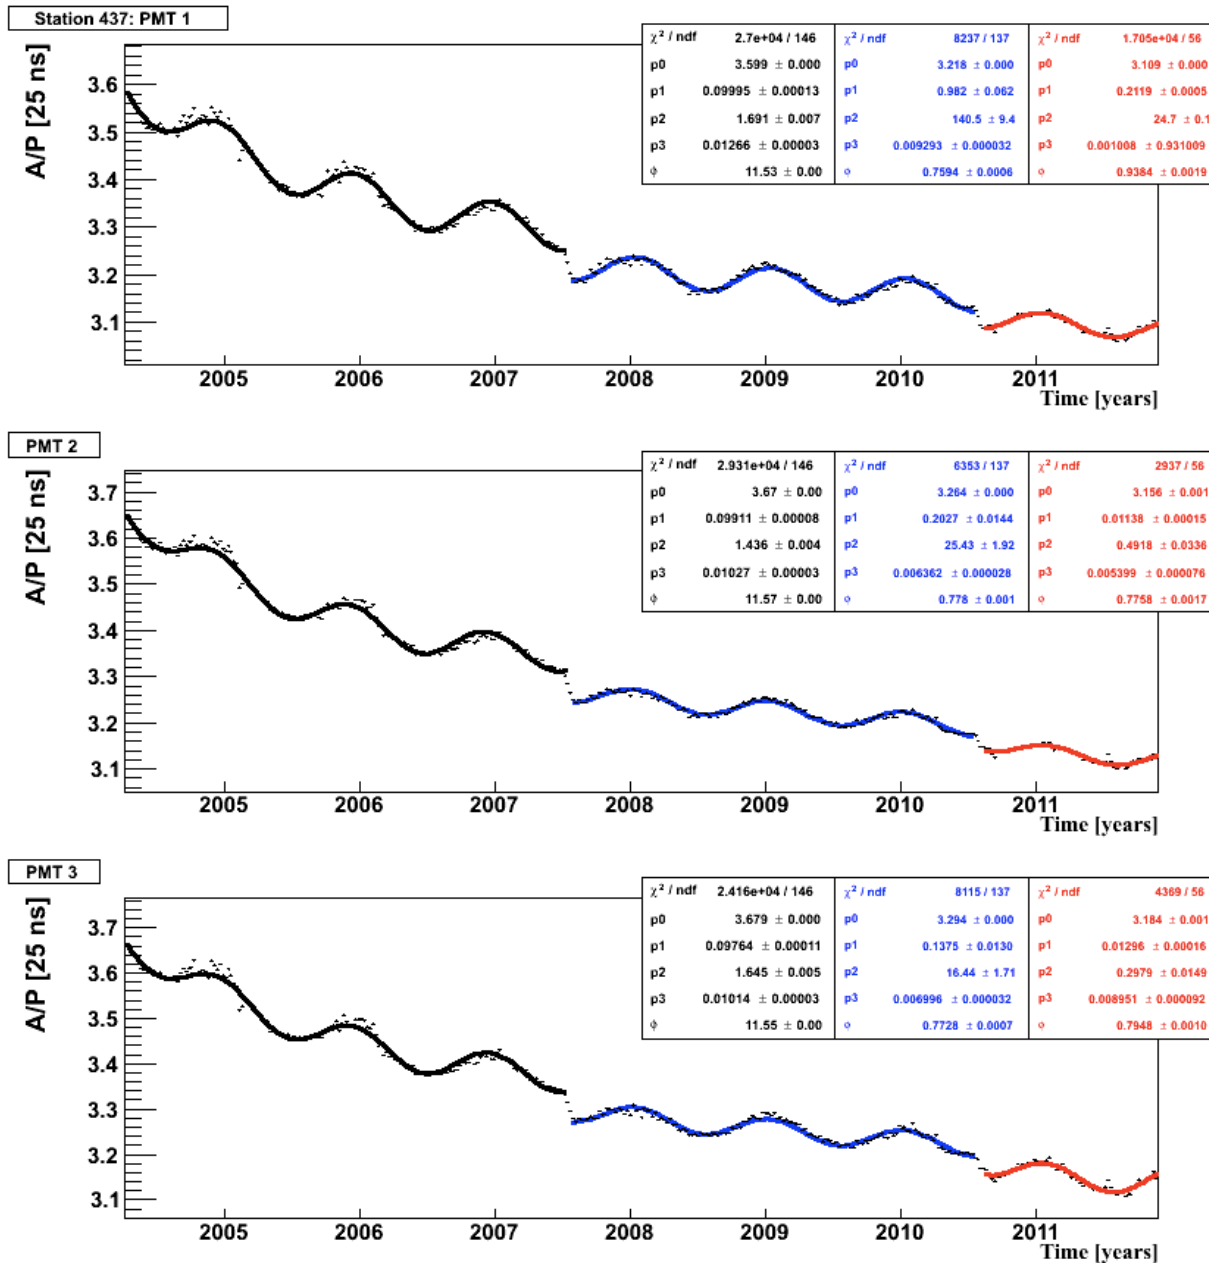 Station 437: PMT 1
A/P [25 ns]
3.6
3.5
3.4
3.3
3.2
3.1
χ² / ndf 2.7e+04 / 146 χ² / ndf 8237 / 137 χ² / ndf 1.705e+04 / 56
p0 3.599 ± 0.000 p0 3.218 ± 0.000 p0 3.109 ± 0.000
p1 0.09995 ± 0.00013 p1 0.982 ± 0.062 p1 0.2119 ± 0.0005
p2 1.691 ± 0.007 p2 140.5 ± 9.4 p2 24.7 ± 0.1
p3 0.01266 ± 0.00003 p3 0.009293 ± 0.000032 p3 0.001008 ± 0.931009
ϕ 11.53 ± 0.00 ϕ 0.7594 ± 0.0006 ϕ 0.9384 ± 0.0019
2005 2006 2007 2008 2009 2010 2011
Time [years]
PMT 2
A/P [25 ns]
3.7
3.6
3.5
3.4
3.3
3.2
3.1
χ² / ndf 2.931e+04 / 146 χ² / ndf 6353 / 137 χ² / ndf 2937 / 56
p0 3.67 ± 0.00 p0 3.264 ± 0.000 p0 3.156 ± 0.001
p1 0.09911 ± 0.00008 p1 0.2027 ± 0.0144 p1 0.01138 ± 0.00015
p2 1.436 ± 0.004 p2 25.43 ± 1.92 p2 0.4918 ± 0.0336
p3 0.01027 ± 0.00003 p3 0.006362 ± 0.000028 p3 0.005399 ± 0.000076
ϕ 11.57 ± 0.00 ϕ 0.778 ± 0.001 ϕ 0.7758 ± 0.0017
2005 2006 2007 2008 2009 2010 2011
Time [years]
PMT 3
A/P [25 ns]
3.7
3.6
3.5
3.4
3.3
3.2
3.1
χ² / ndf 2.416e+04 / 146 χ² / ndf 8115 / 137 χ² / ndf 4369 / 56
p0 3.679 ± 0.000 p0 3.294 ± 0.000 p0 3.184 ± 0.001
p1 0.09764 ± 0.00011 p1 0.1375 ± 0.0130 p1 0.01296 ± 0.00016
p2 1.645 ± 0.005 p2 16.44 ± 1.71 p2 0.2979 ± 0.0149
p3 0.01014 ± 0.00003 p3 0.006996 ± 0.000032 p3 0.008951 ± 0.000092
ϕ 11.55 ± 0.00 ϕ 0.7728 ± 0.0007 ϕ 0.7948 ± 0.0010
2005 2006 2007 2008 2009 2010 2011
Time [years]